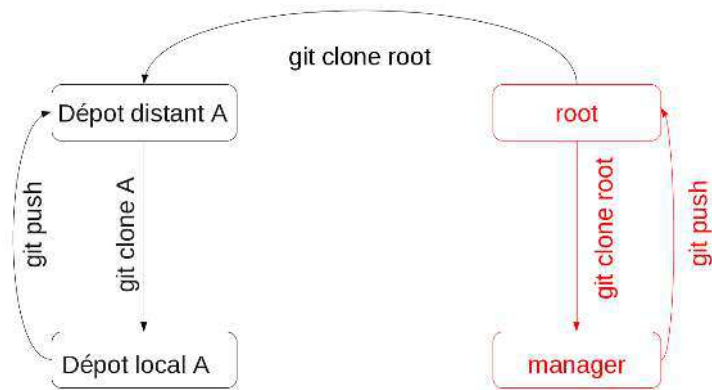 git clone root
Dépot distant A
root
git push
git clone A
git clone root
git push
Dépot local A
manager